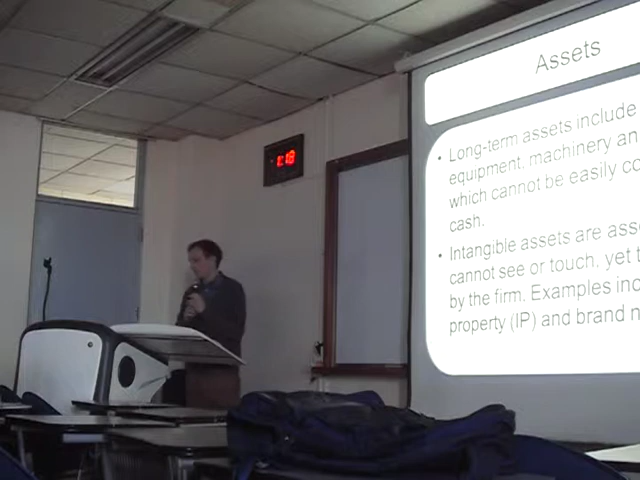 Assets
• Long-term assets include
equipment, machinery an
which cannot be easily co
cash.
• Intangible assets are asse
cannot see or touch, yet t
by the firm. Examples inc
property (IP) and brand n